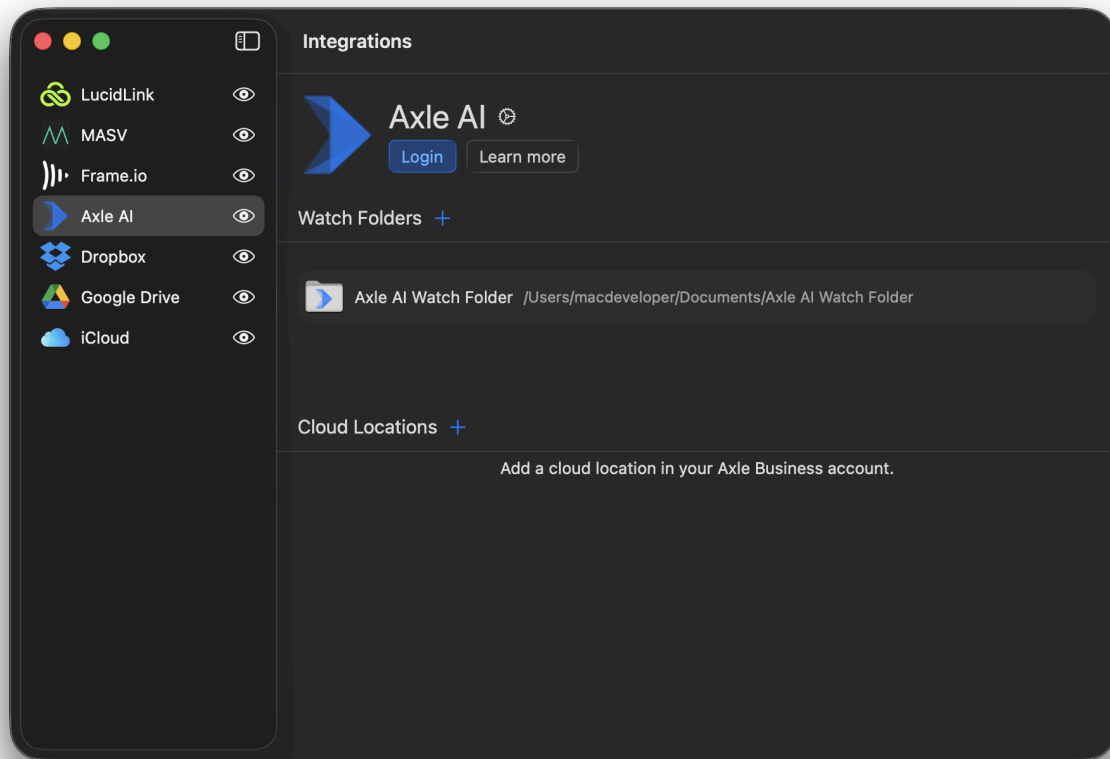 Integrations
LucidLink
MASV
Frame.io
Axle AI
Dropbox
Google Drive
iCloud
Axle AI
Login
Learn more
Watch Folders +
Axle AI Watch Folder /Users/macdeveloper/Documents/Axle AI Watch Folder
Cloud Locations +
Add a cloud location in your Axle Business account.